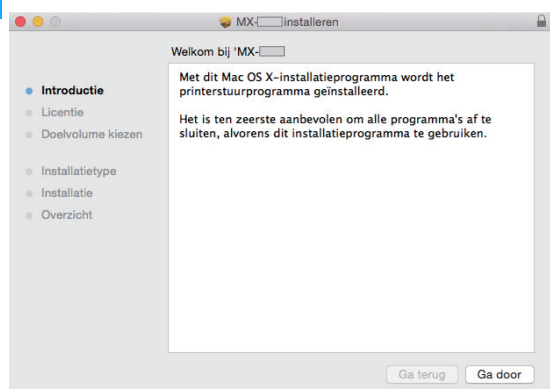 MX- installeren
Welkom bij 'MX-
Introductie
Licentie
Doelvolume kiezen
Installatietype
Installatie
Overzicht
Met dit Mac OS X-installatieprogramma wordt het
printerstuurprogramma geïnstalleerd.
Het is ten zeerste aanbevolen om alle programma's af te
sluiten, alvorens dit installatieprogramma te gebruiken.
Ga terug
Ga door